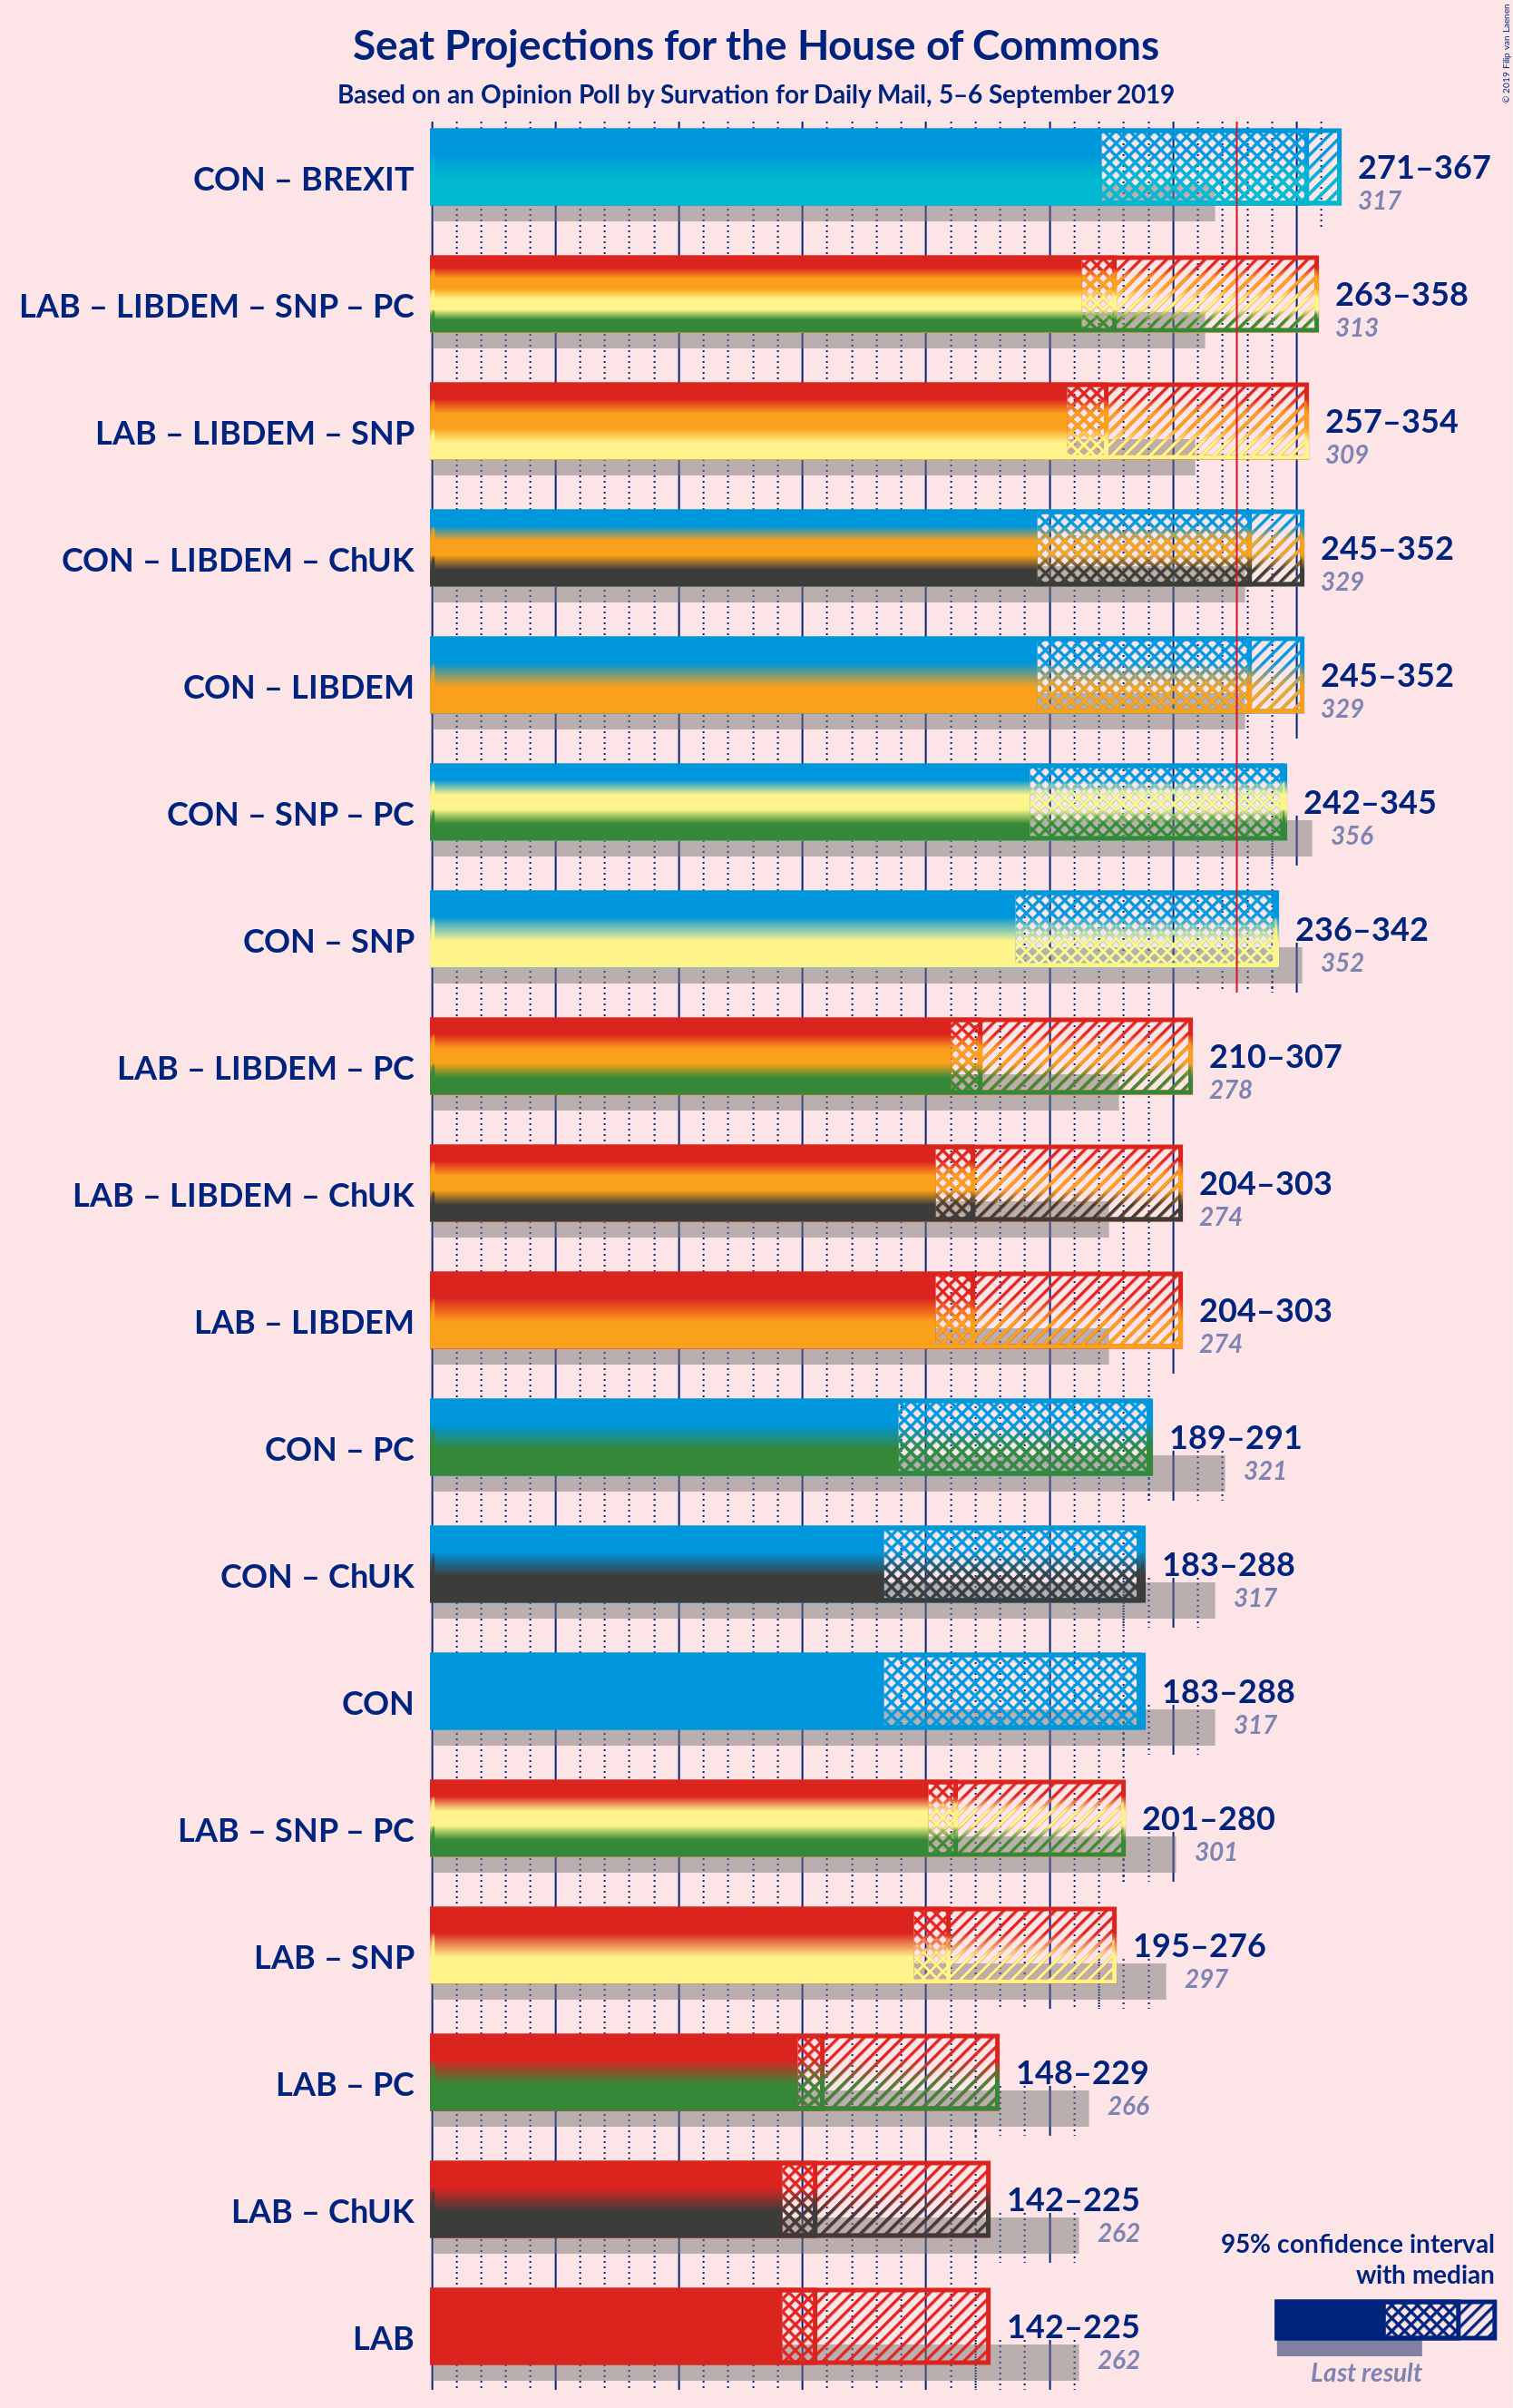 Seat Projections for the House of Commons
Based on an Opinion Poll by Survation for Daily Mail, 5–6 September 2019
© 2019 Filip van Laenen
CON – BREXIT
271–367
317
LAB – LIBDEM – SNP – PC
263–358
313
LAB – LIBDEM – SNP
257–354
309
CON – LIBDEM – ChUK
245–352
329
CON – LIBDEM
245–352
329
CON – SNP – PC
242–345
356
CON – SNP
236–342
352
LAB – LIBDEM – PC
210–307
278
LAB – LIBDEM – ChUK
204–303
274
LAB – LIBDEM
204–303
274
CON – PC
189–291
321
CON – ChUK
183–288
317
CON
183–288
317
LAB – SNP – PC
201–280
301
LAB – SNP
195–276
297
LAB – PC
148–229
266
LAB – ChUK
142–225
262
LAB
142–225
262
95% confidence interval
with median
Last result